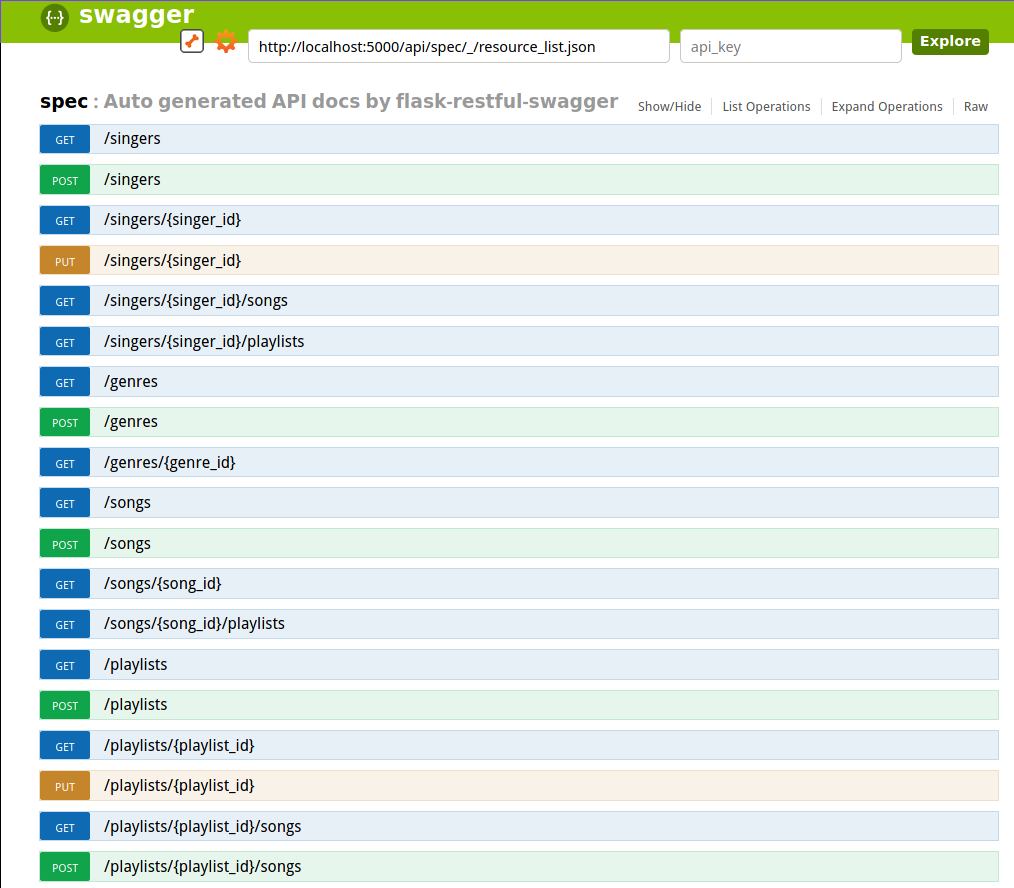 {···} swagger
http://localhost:5000/api/spec/_/resource_list.json api_key Explore
spec : Auto generated API docs by flask-restful-swagger Show/Hide List Operations Expand Operations Raw
GET /singers
POST /singers
GET /singers/{singer_id}
PUT /singers/{singer_id}
GET /singers/{singer_id}/songs
GET /singers/{singer_id}/playlists
GET /genres
POST /genres
GET /genres/{genre_id}
GET /songs
POST /songs
GET /songs/{song_id}
GET /songs/{song_id}/playlists
GET /playlists
POST /playlists
GET /playlists/{playlist_id}
PUT /playlists/{playlist_id}
GET /playlists/{playlist_id}/songs
POST /playlists/{playlist_id}/songs